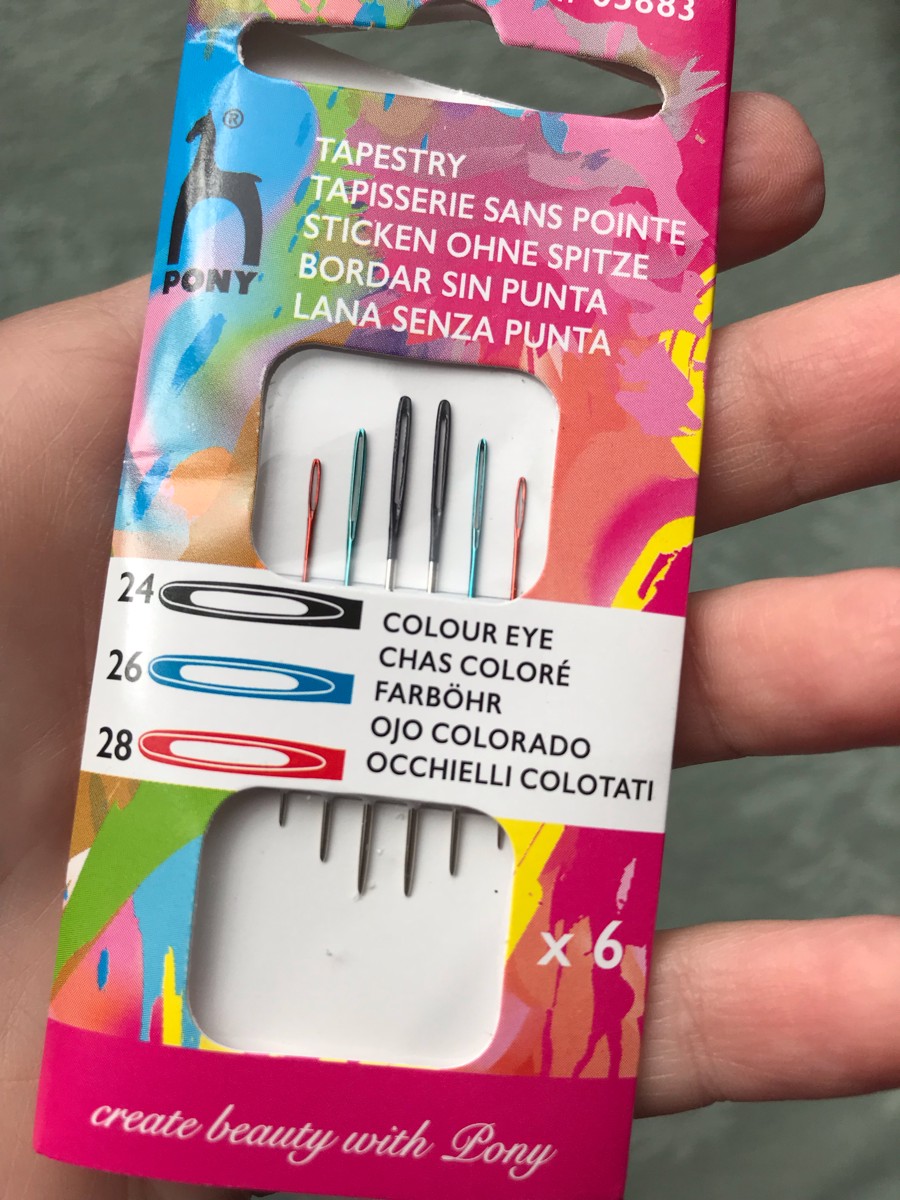 05883
®
PONY
TAPESTRY
TAPISSERIE SANS POINTE
STICKEN OHNE SPITZE
BORDAR SIN PUNTA
LANA SENZA PUNTA
24
26
28
COLOUR EYE
CHAS COLORÉ
FARBÖHR
OJO COLORADO
OCCHIELLI COLOTATI
x 6
create beauty with Pony